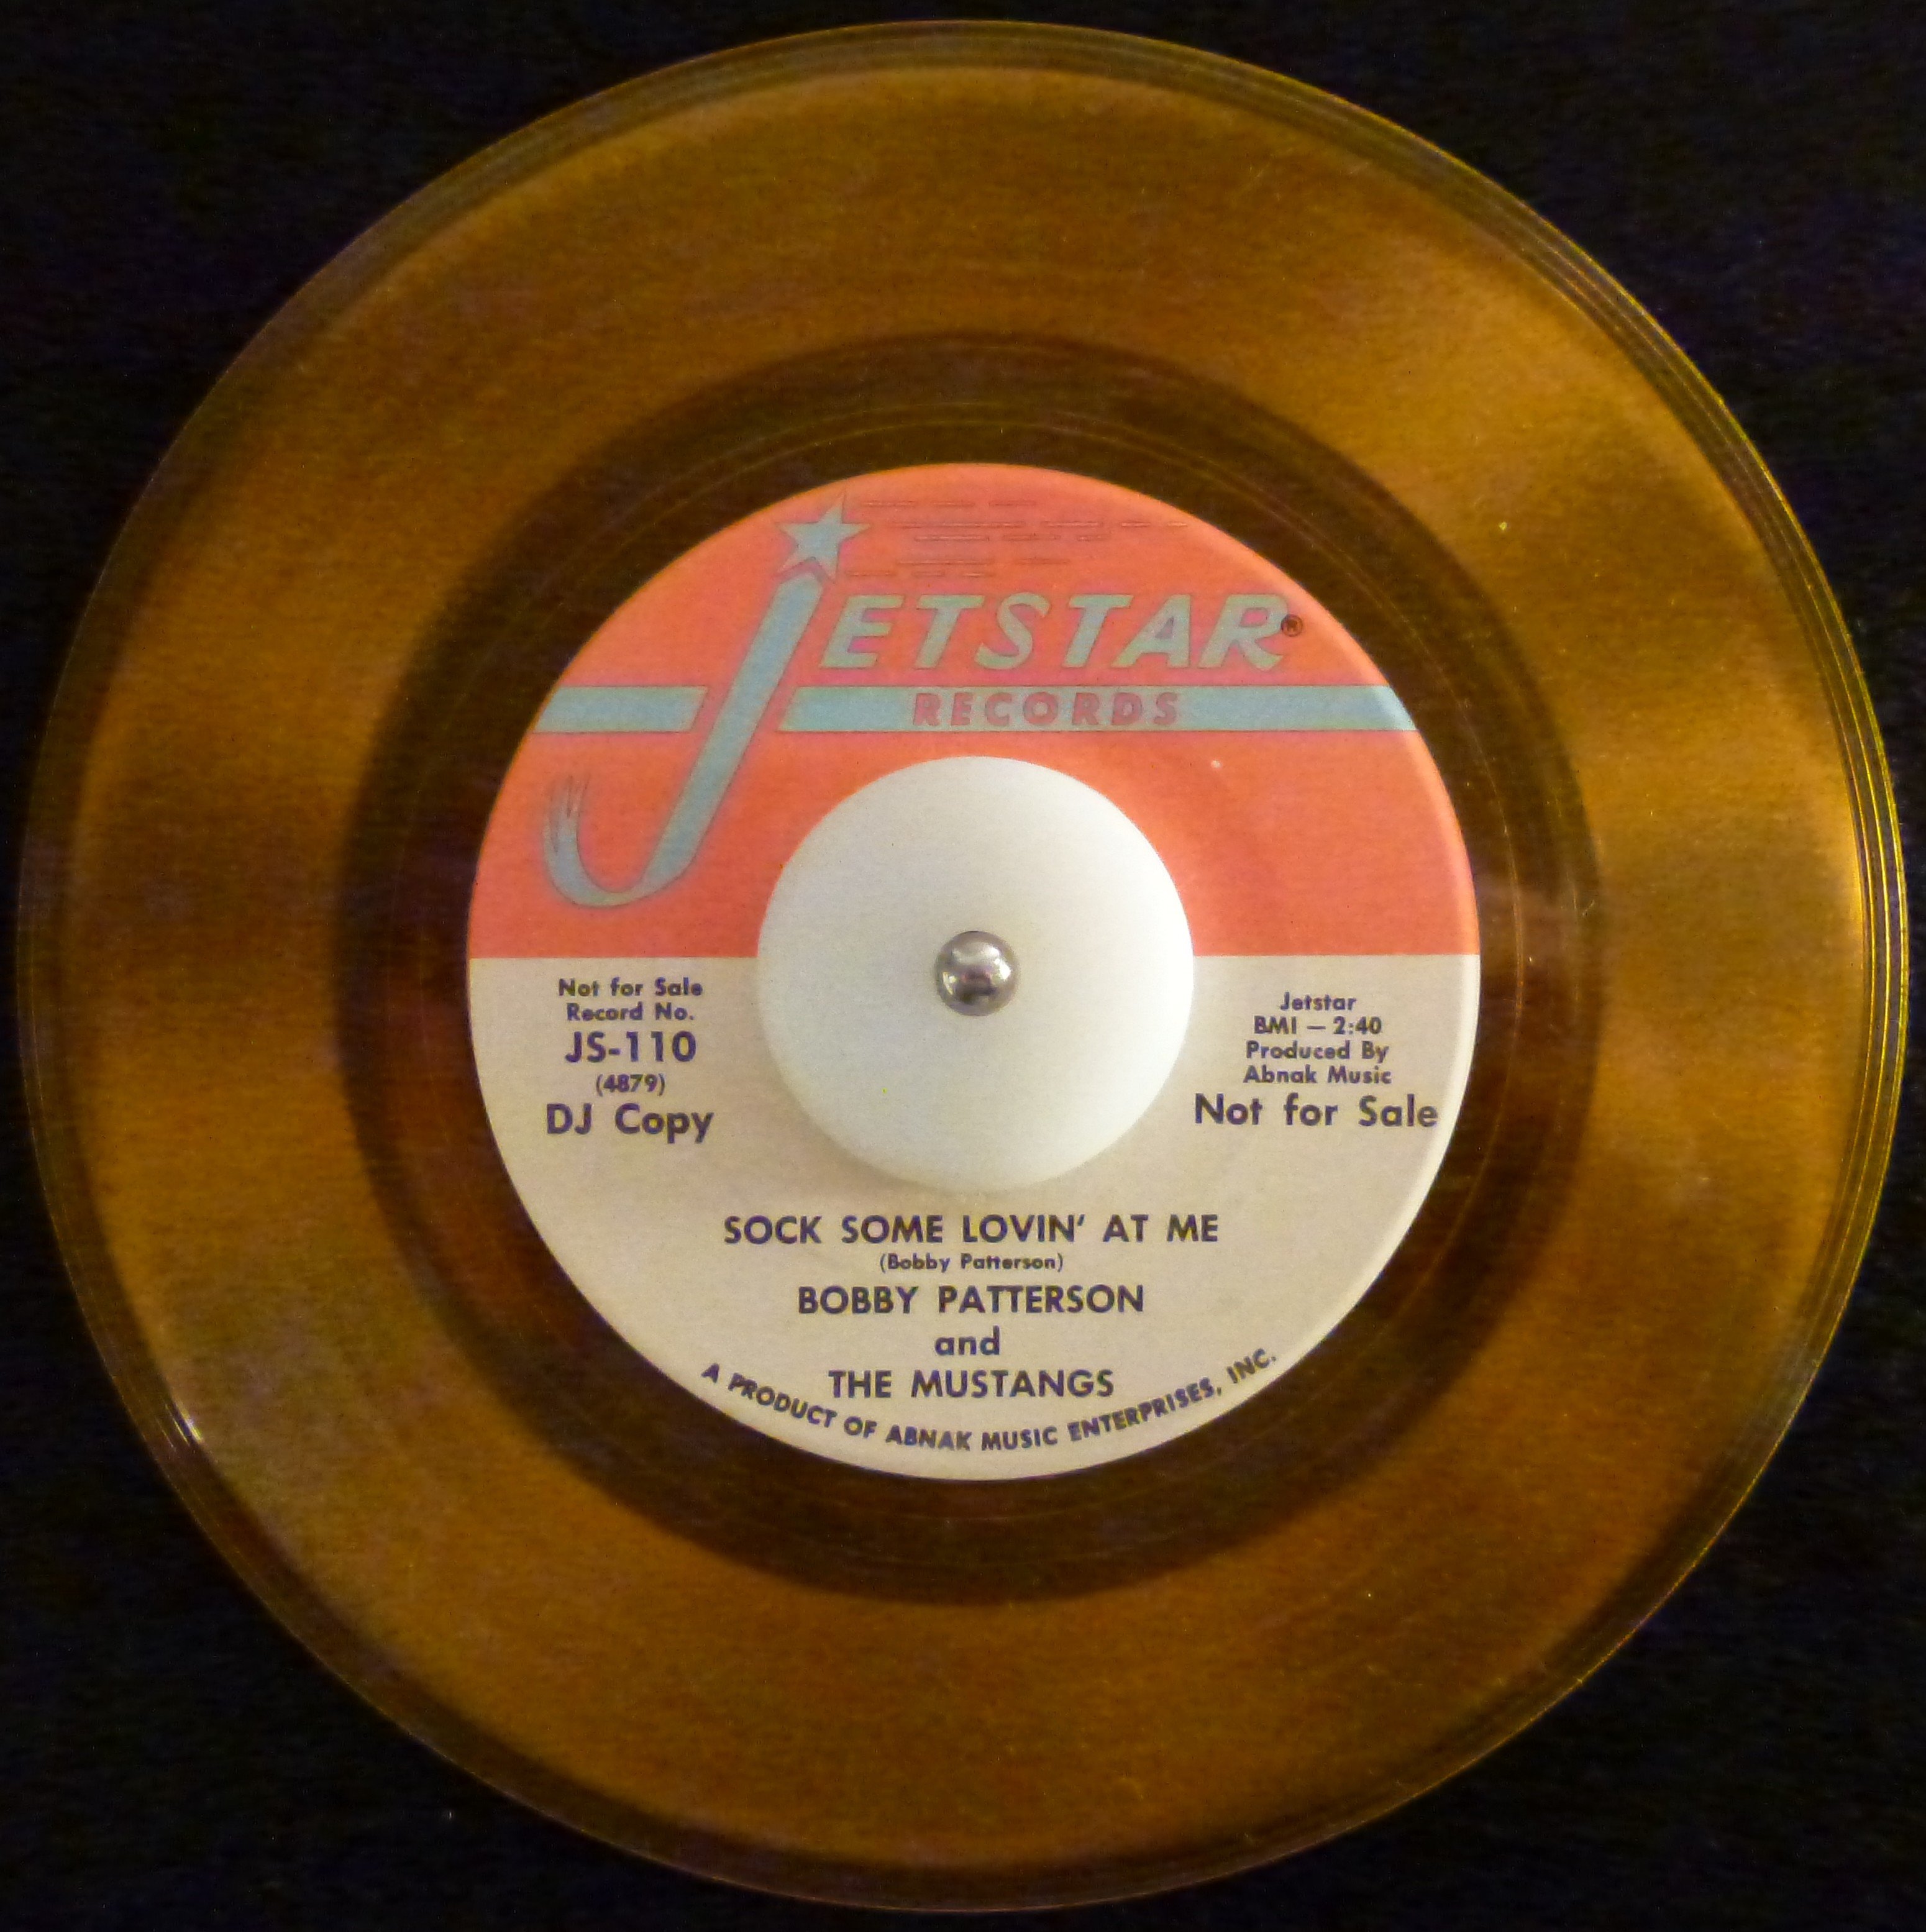 JETSTAR®
RECORDS
Not for Sale
Record No.
JS-110
(4879)
DJ Copy
Jetstar
BMI — 2:40
Produced By
Abnak Music
Not for Sale
SOCK SOME LOVIN' AT ME
(Bobby Patterson)
BOBBY PATTERSON
and
THE MUSTANGS
A PRODUCT OF ABNAK MUSIC ENTERPRISES, INC.